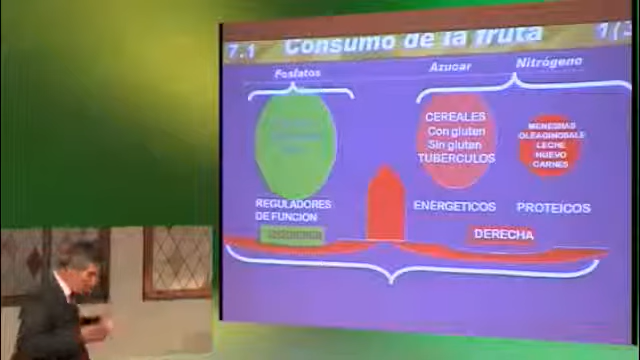 7.1 Consumo de la fruta
Fosfatos
Azucar
Nitrógeno
CEREALES
Con gluten
Sin gluten
TUBERCULOS
OLEAGINOSAS
LECHE
HUEVO
CARNES
REGULADORES
DE FUNCION
ENERGETICOS
PROTEICOS
IZQUIERDA
DERECHA